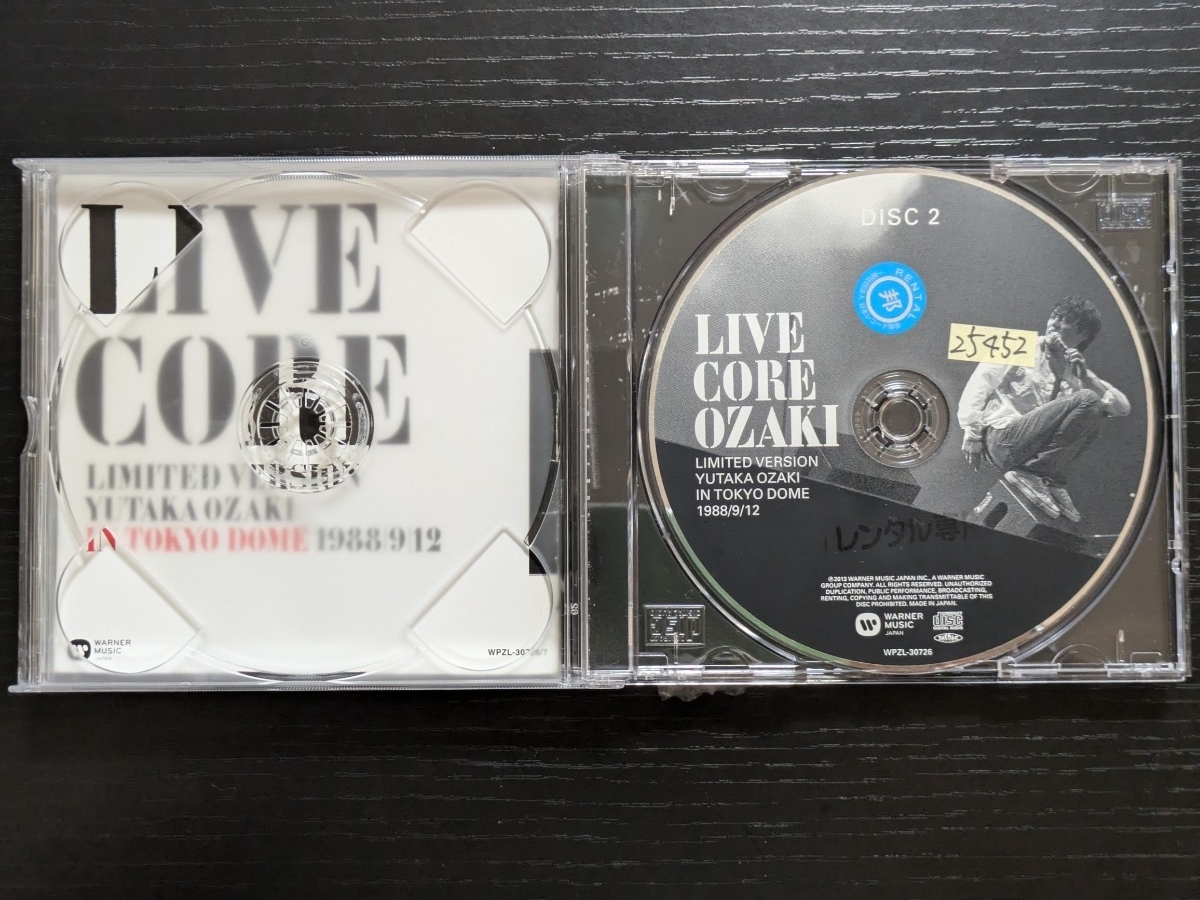 LIVE
CORE
LIMITED VERSION
YUTAKA OZAKI
IN TOKYO DOME 1988/9/12
WARNER
MUSIC
JAPAN
DISC 2
RENTAL
邦
25452
LIVE
CORE
OZAKI
LIMITED VERSION
YUTAKA OZAKI
IN TOKYO DOME
1988/9/12
レンタル専
℗2013 WARNER MUSIC JAPAN INC., A WARNER MUSIC
GROUP COMPANY. ALL RIGHTS RESERVED. UNAUTHORIZED
DUPLICATION, PUBLIC PERFORMANCE, BROADCASTING,
RENTING, COPYING AND MAKING TRANSMITTABLE OF THIS
DISC PROHIBITED. MADE IN JAPAN.
WARNER
MUSIC
JAPAN
disc
WPZL-30726